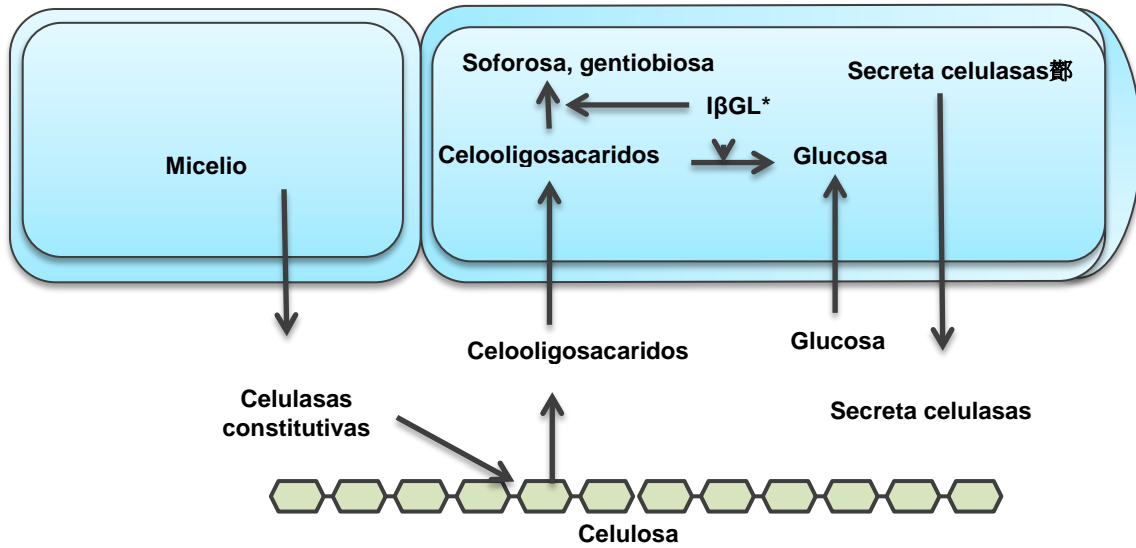 Soforosa, gentiobiosa
Secreta celulasas
IβGL*
Celooligosacaridos
Glucosa
Micelio
Celooligosacaridos
Glucosa
Celulasas
constitutivas
Secreta celulasas
Celulosa